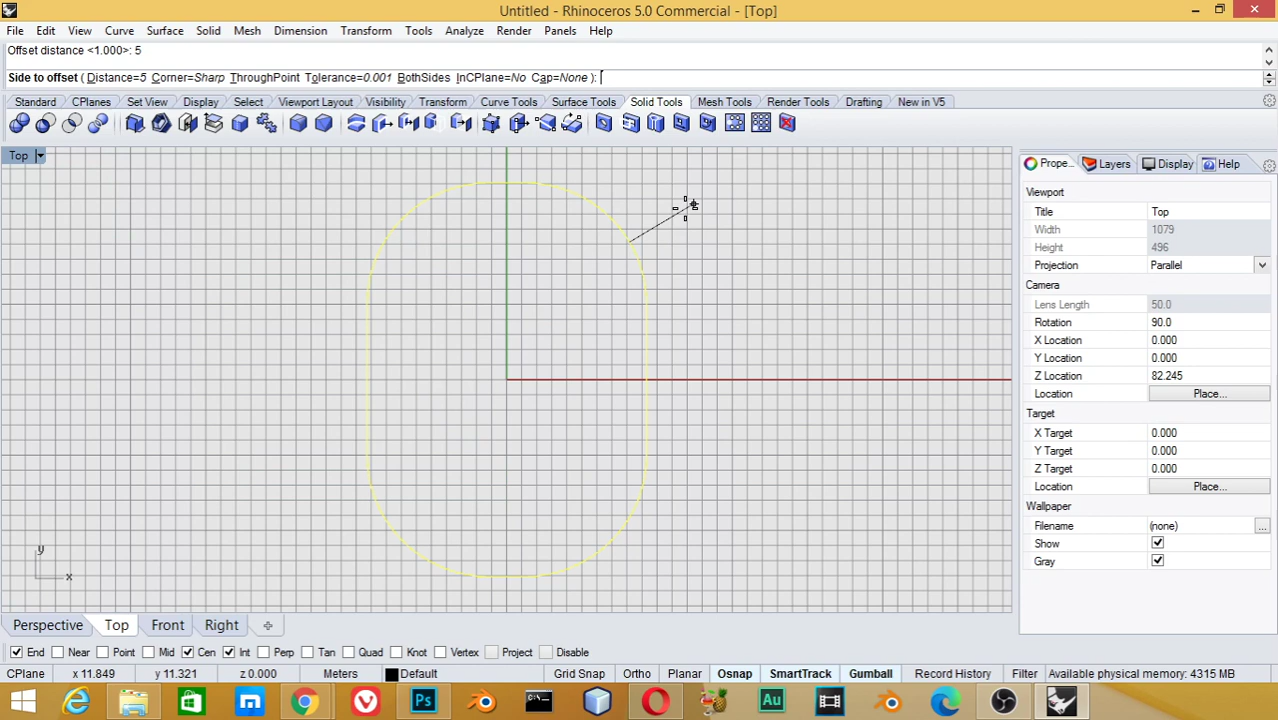 Untitled - Rhinoceros 5.0 Commercial - [Top]
File Edit View Curve Surface Solid Mesh Dimension Transform Tools Analyze Render Panels Help
Offset distance <1.000>: 5
Side to offset ( Distance=5 Corner=Sharp ThroughPoint Tolerance=0.001 BothSides InCPlane=No Cap=None ):
Standard CPlanes Set View Display Select Viewport Layout Visibility Transform Curve Tools Surface Tools Solid Tools Mesh Tools Render Tools Drafting New in V5
Top
Prope... Layers Display Help
Viewport
Title Top
Width 1079
Height 496
Projection Parallel
Camera
Lens Length 50.0
Rotation 90.0
X Location 0.000
Y Location 0.000
Z Location 82.245
Location Place...
Target
X Target 0.000
Y Target 0.000
Z Target 0.000
Location Place...
Wallpaper
Filename (none) ...
Show
Gray
y
x
Perspective Top Front Right
End Near Point Mid Cen Int Perp Tan Quad Knot Vertex Project Disable
CPlane x 11.849 y 11.321 z 0.000 Meters Default Grid Snap Ortho Planar Osnap SmartTrack Gumball Record History Filter Available physical memory: 4315 MB
Ps Au